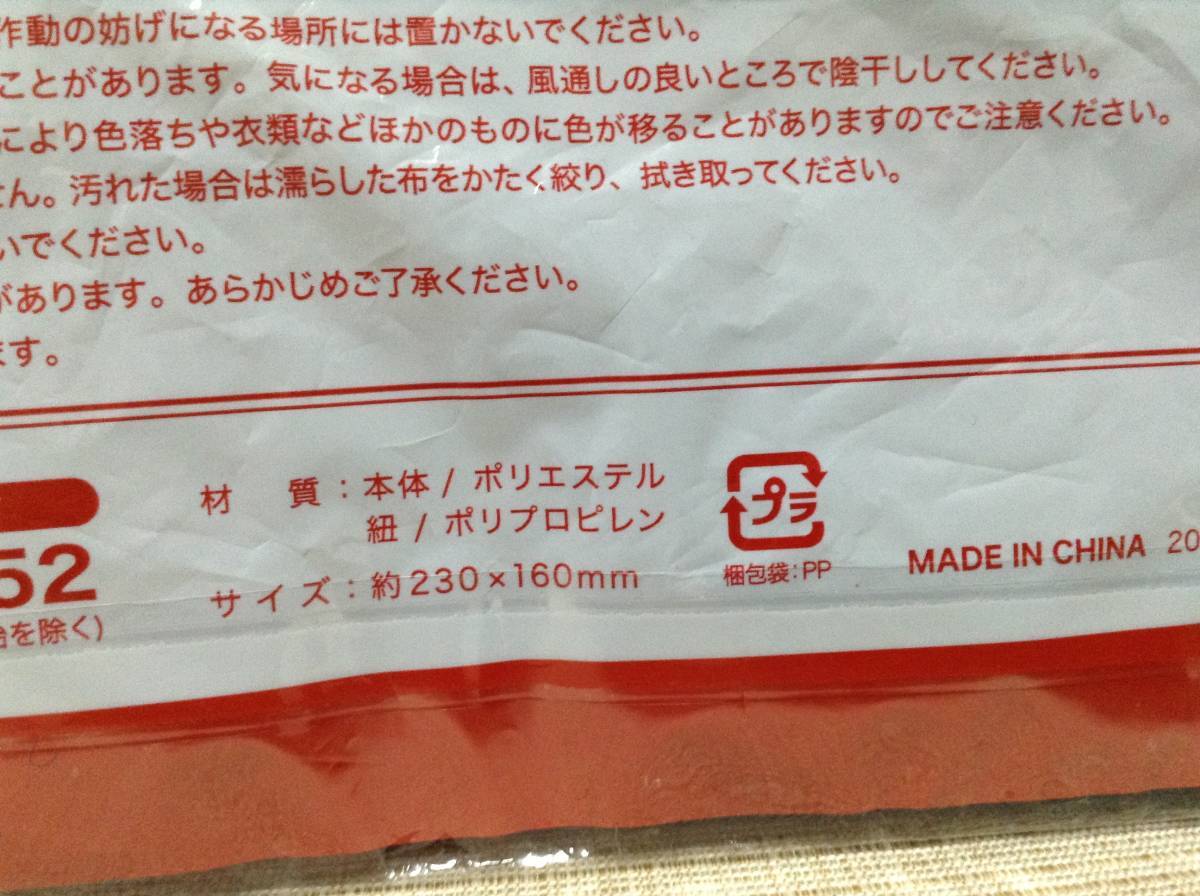 作動の妨げになる場所には置かないでください。
ことがあります。気になる場合は、風通しの良いところで陰干ししてください。
により色落ちや衣類などほかのものに色が移ることがありますのでご注意ください。
せん。汚れた場合は濡らした布をかたく絞り、拭き取ってください。
いでください。
があります。あらかじめご了承ください。
ます。
材 質：本体 / ポリエステル
紐 / ポリプロピレン
サイズ：約230×160mm
プラ
梱包袋：PP
MADE IN CHINA 20
52
を除く)